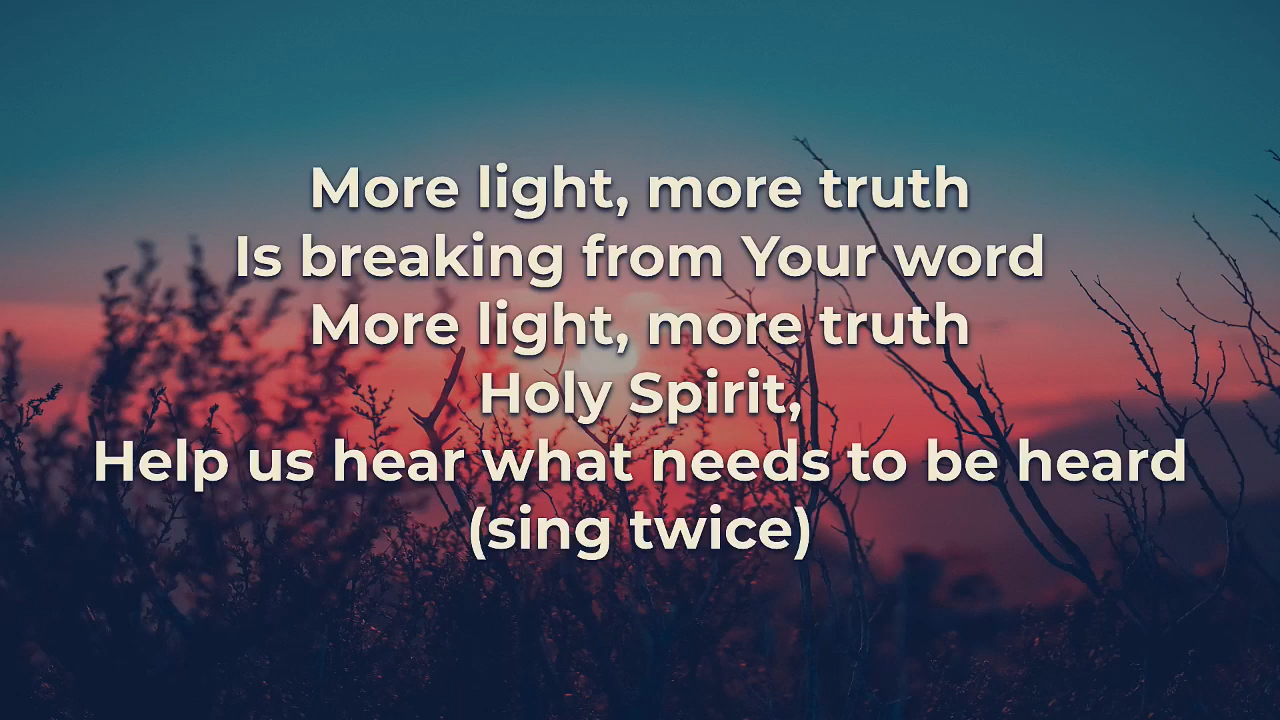 More light, more truth
Is breaking from Your word
More light, more truth
Holy Spirit,
Help us hear what needs to be heard
(sing twice)